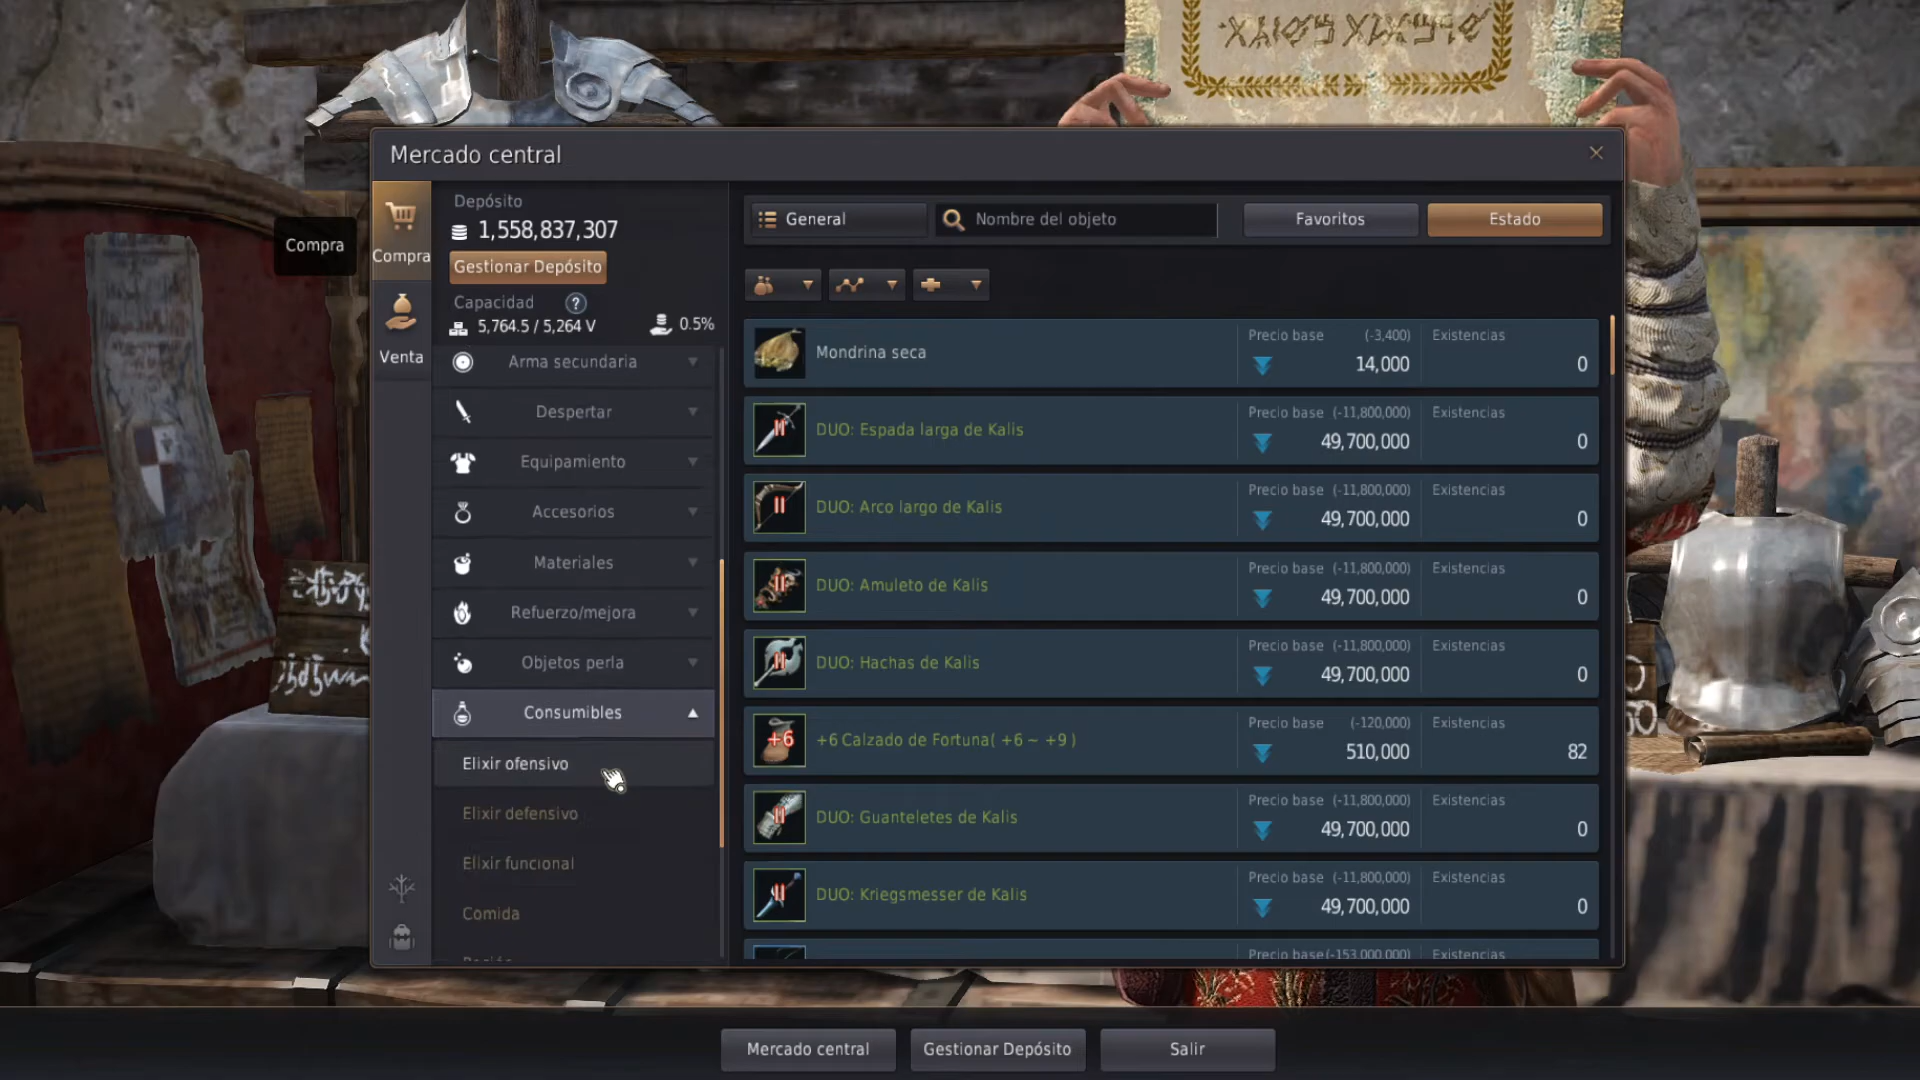 Mercado central
Compra
Compra
Venta
Depósito
1,558,837,307
Gestionar Depósito
Capacidad ?
5,764.5 / 5,264 V
0.5%
Arma secundaria
Despertar
Equipamiento
Accesorios
Materiales
Refuerzo/mejora
Objetos perla
Consumibles
Elixir ofensivo
Elixir defensivo
Elixir funcional
Comida
General
Nombre del objeto
Favoritos
Estado
Mondrina seca
Precio base (-3,400)
14,000
Existencias
0
II
DUO: Espada larga de Kalis
Precio base (-11,800,000)
49,700,000
Existencias
0
II
DUO: Arco largo de Kalis
Precio base (-11,800,000)
49,700,000
Existencias
0
II
DUO: Amuleto de Kalis
Precio base (-11,800,000)
49,700,000
Existencias
0
II
DUO: Hachas de Kalis
Precio base (-11,800,000)
49,700,000
Existencias
0
+6
+6 Calzado de Fortuna( +6 ~ +9 )
Precio base (-120,000)
510,000
Existencias
82
II
DUO: Guanteletes de Kalis
Precio base (-11,800,000)
49,700,000
Existencias
0
II
DUO: Kriegsmesser de Kalis
Precio base (-11,800,000)
49,700,000
Existencias
0
Precio base (-153,000,000)
Existencias
Mercado central
Gestionar Depósito
Salir